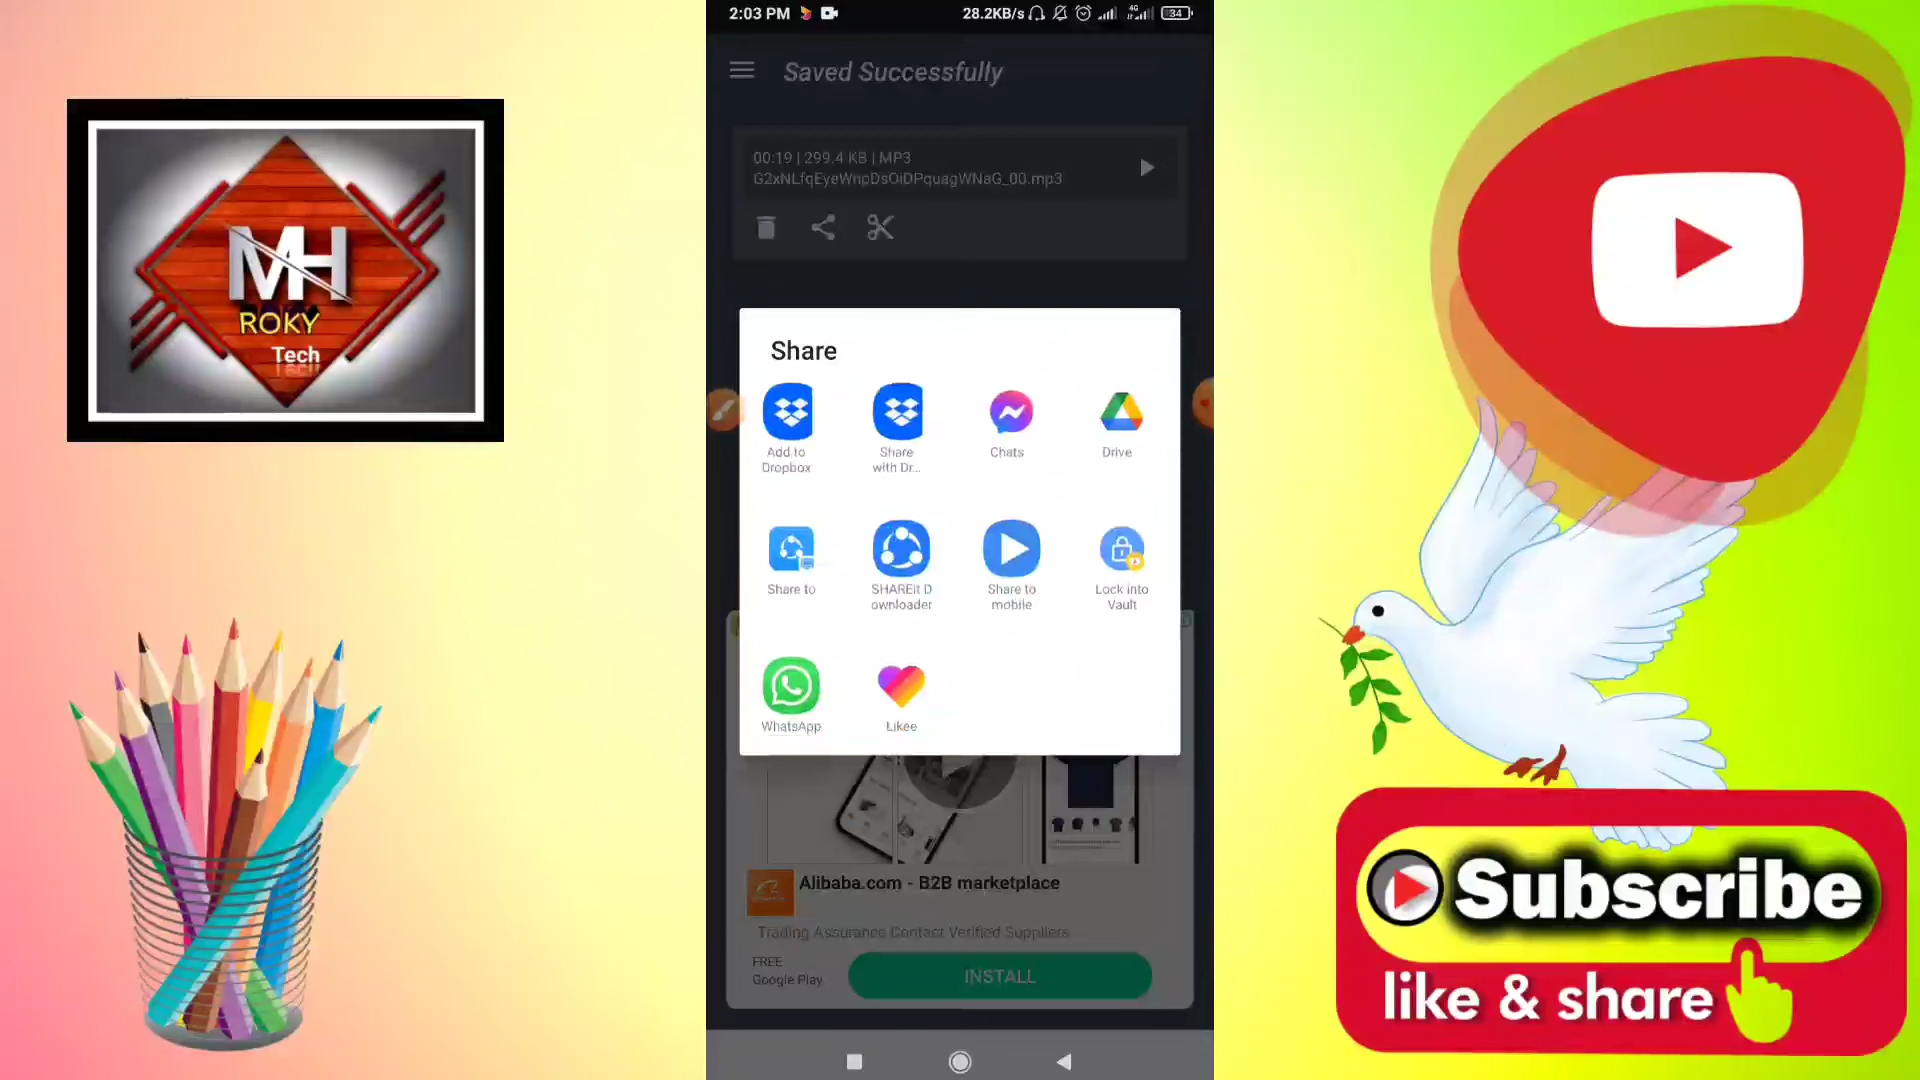 2:03 PM
28.2KB/s
4G
34
Saved Successfully
00:19 | 299.4 KB | MP3
G2xNLfqEyeWnpDsOiDPquagWNaG_00.mp3
MH
ROKY
Tech
Share
Add to
Dropbox
Share
with Dr...
Chats
Drive
Share to
SHAREit D
ownloader
Share to
mobile
Lock into
Vault
WhatsApp
Likee
Alibaba.com - B2B marketplace
Trading Assurance Contact Verified Suppliers
FREE
Google Play
INSTALL
Subscribe
like & share